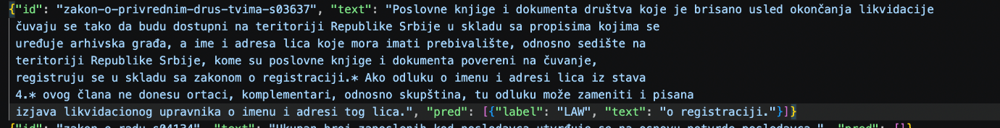 {"id": "zakon-o-privrednim-drus-tvima-s03637", "text": "Poslovne knjige i dokumenta društva koje je brisano usled okončanja likvidacije
čuvaju se tako da budu dostupni na teritoriji Republike Srbije u skladu sa propisima kojima se
uređuje arhivska građa, a ime i adresa lica koje mora imati prebivalište, odnosno sedište na
teritoriji Republike Srbije, kome su poslovne knjige i dokumenta povereni na čuvanje,
registruju se u skladu sa zakonom o registraciji.* Ako odluku o imenu i adresi lica iz stava
4.* ovog člana ne donesu ortaci, komplementari, odnosno skupština, tu odluku može zameniti i pisana
izjava likvidacionog upravnika o imenu i adresi tog lica.", "pred": [{"label": "LAW", "text": "o registraciji."}]}
{"id": "zakon-o-radu-s04134", "text": "Ukupan broj zaposlenih kod poslodavca utvrđuje se na osnovu potvrde poslodavca.", "pred": []}